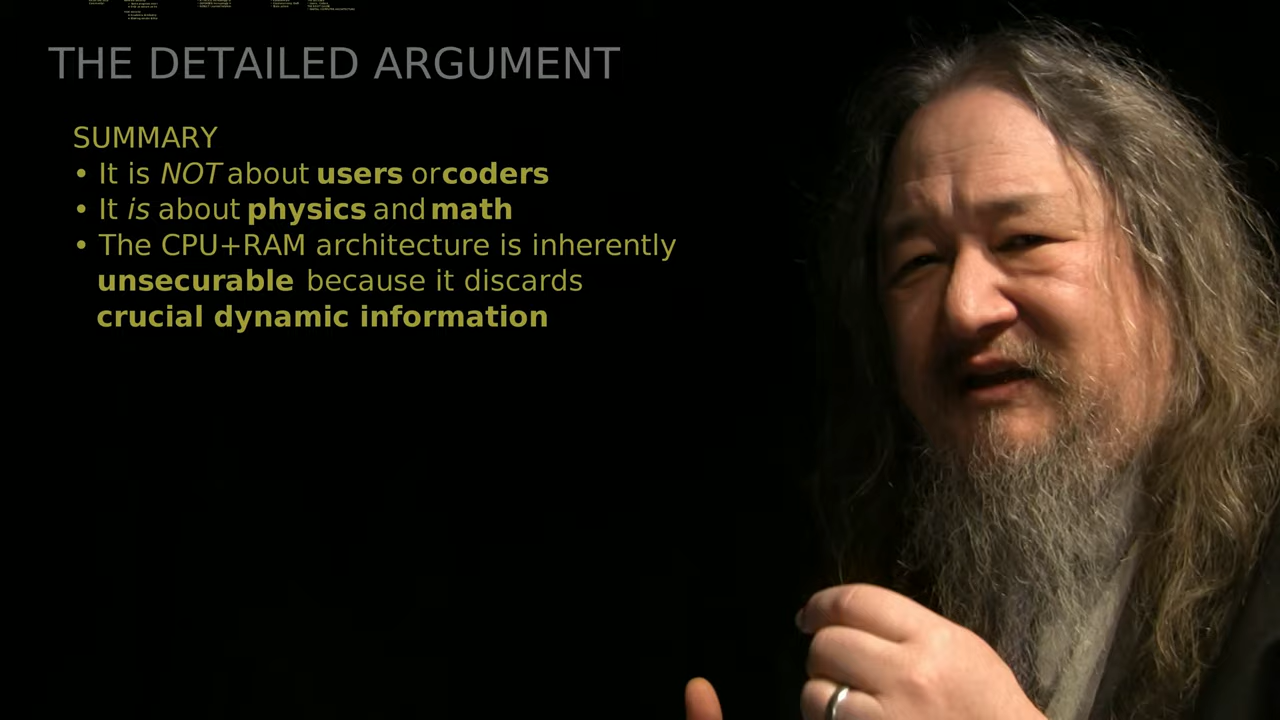 THE DETAILED ARGUMENT
SUMMARY
• It is NOT about users or coders
• It is about physics and math
• The CPU+RAM architecture is inherently
unsecurable because it discards
crucial dynamic information